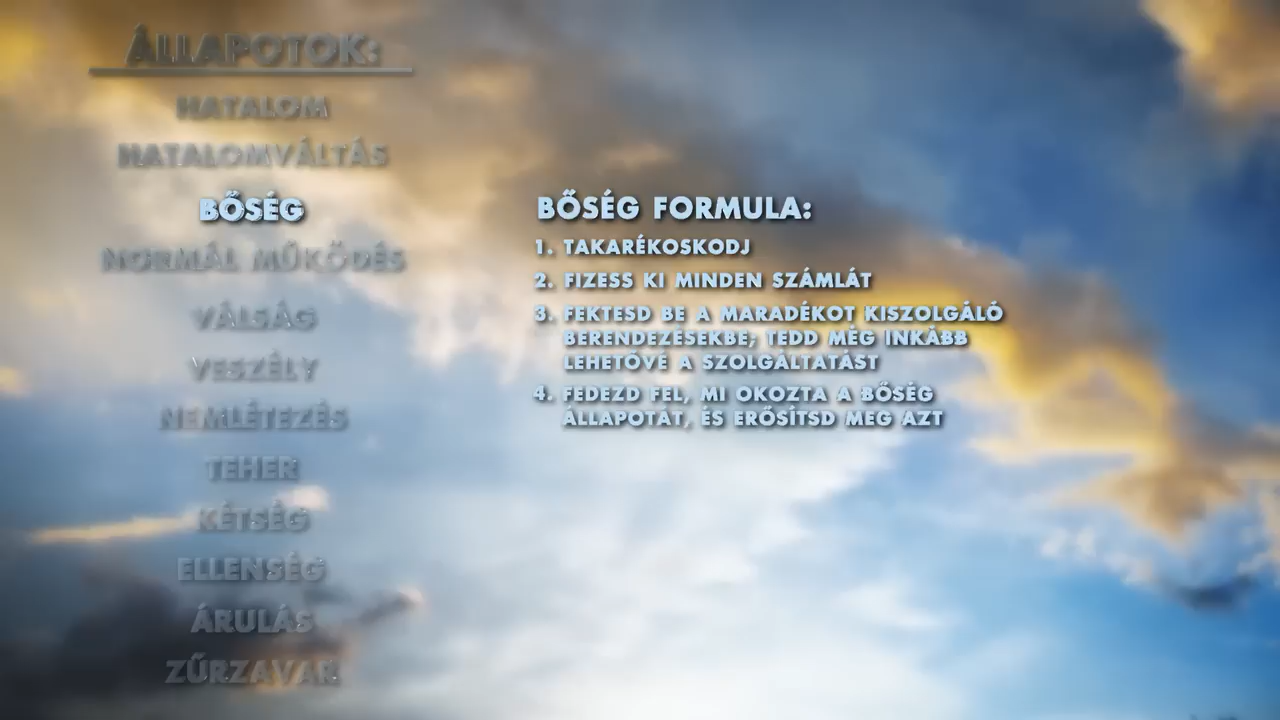 ÁLLAPOTOK:
HATALOM
HATALOMVÁLTÁS
BŐSÉG
NORMÁL MŰKÖDÉS
VÁLSÁG
VESZÉLY
NEMLÉTEZÉS
TEHER
KÉTSÉG
ELLENSÉG
ÁRULÁS
ZŰRZAVAR
BŐSÉG FORMULA:
1. TAKARÉKOSKODJ
2. FIZESS KI MINDEN SZÁMLÁT
3. FEKTESD BE A MARADÉKOT KISZOLGÁLÓ
BERENDEZÉSEKBE; TEDD MÉG INKÁBB
LEHETŐVÉ A SZOLGÁLTATÁST
4. FEDEZD FEL, MI OKOZTA A BŐSÉG
ÁLLAPOTÁT, ÉS ERŐSÍTSD MEG AZT